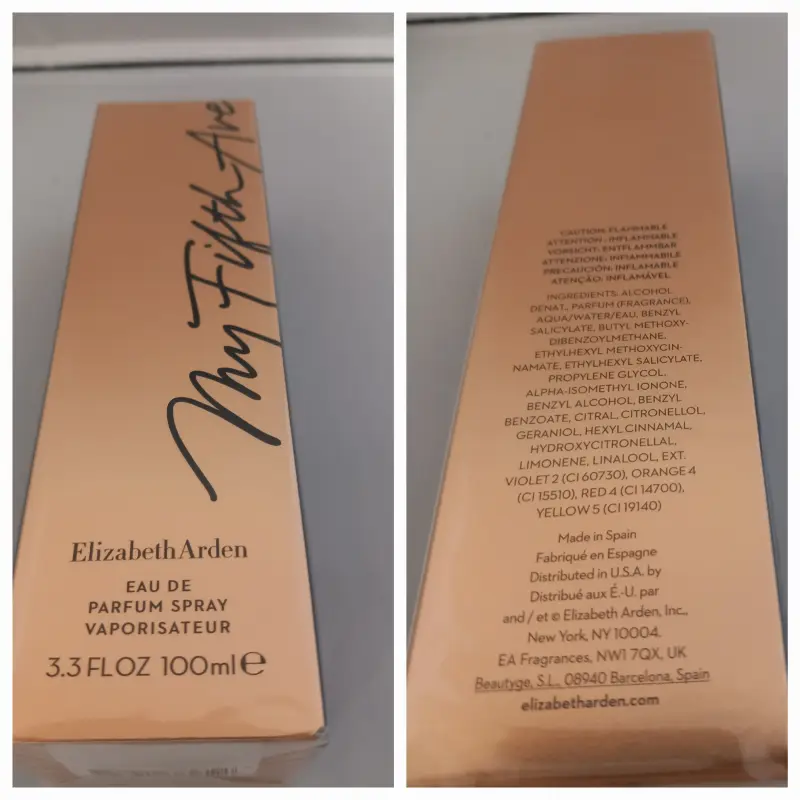 My Fifth Ave
Elizabeth Arden
EAU DE
PARFUM SPRAY
VAPORISATEUR
3.3 FL OZ 100ml ℮
CAUTION: FLAMMABLE
ATTENTION : INFLAMMABLE
VORSICHT: ENTFLAMMBAR
ATTENZIONE: INFIAMMABILE
PRECAUCIÓN: INFLAMABLE
ATENÇÃO: INFLAMÁVEL
INGREDIENTS: ALCOHOL
DENAT., PARFUM (FRAGRANCE),
AQUA/WATER/EAU, BENZYL
SALICYLATE, BUTYL METHOXY-
DIBENZOYLMETHANE,
ETHYLHEXYL METHOXYCIN-
NAMATE, ETHYLHEXYL SALICYLATE,
PROPYLENE GLYCOL,
ALPHA-ISOMETHYL IONONE,
BENZYL ALCOHOL, BENZYL
BENZOATE, CITRAL, CITRONELLOL,
GERANIOL, HEXYL CINNAMAL,
HYDROXYCITRONELLAL,
LIMONENE, LINALOOL, EXT.
VIOLET 2 (CI 60730), ORANGE 4
(CI 15510), RED 4 (CI 14700),
YELLOW 5 (CI 19140)
Made in Spain
Fabriqué en Espagne
Distributed in U.S.A. by
Distribué aux É.-U. par
and / et © Elizabeth Arden, Inc.,
New York, NY 10004.
EA Fragrances, NW1 7QX, UK
Beautyge, S.L., 08940 Barcelona, Spain
elizabetharden.com